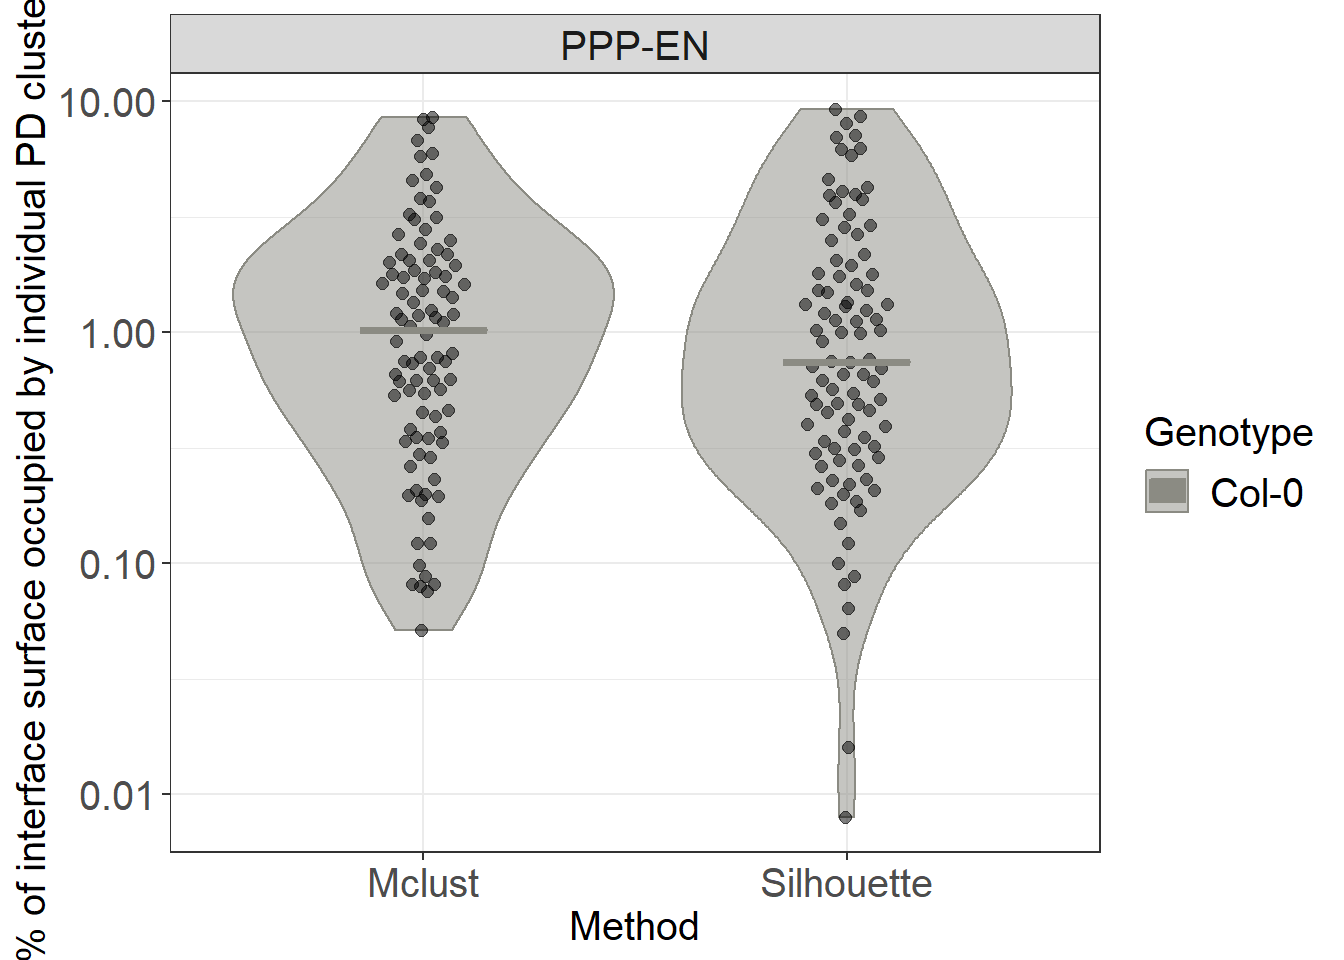 PPP-EN
% of interface surface occupied by individual PD cluste
10.00
1.00
0.10
0.01
Mclust
Silhouette
Method
Genotype
Col-0